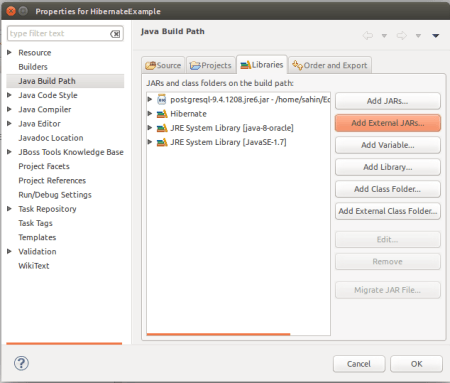 Properties for HibernateExample
type filter text
Resource
Builders
Java Build Path
Java Code Style
Java Compiler
Java Editor
Javadoc Location
JBoss Tools Knowledge Base
Project Facets
Project References
Run/Debug Settings
Task Repository
Task Tags
Templates
Validation
WikiText
Java Build Path
Source Projects Libraries Order and Export
JARs and class folders on the build path:
postgresql-9.4.1208.jre6.jar - /home/sahin/Ec
Hibernate
JRE System Library [java-8-oracle]
JRE System Library [JavaSE-1.7]
Add JARs...
Add External JARs...
Add Variable...
Add Library...
Add Class Folder...
Add External Class Folder...
Edit...
Remove
Migrate JAR File...
? Cancel OK